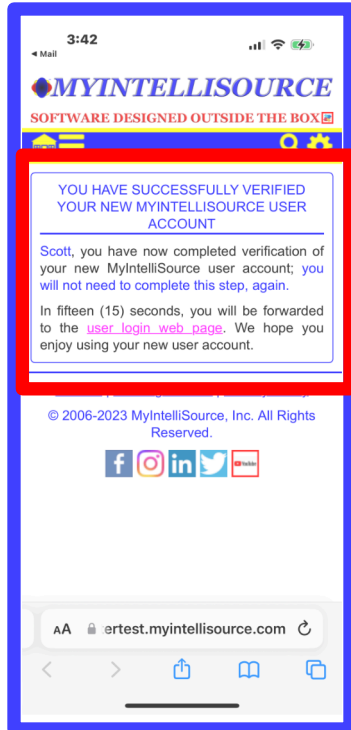 3:42
◄ Mail
MYINTELLISOURCE
SOFTWARE DESIGNED OUTSIDE THE BOX
YOU HAVE SUCCESSFULLY VERIFIED
YOUR NEW MYINTELLISOURCE USER
ACCOUNT
Scott, you have now completed verification of
your new MyIntelliSource user account; you
will not need to complete this step, again.
In fifteen (15) seconds, you will be forwarded
to the user login web page. We hope you
enjoy using your new user account.
© 2006-2023 MyIntelliSource, Inc. All Rights
Reserved.
f in YouTube
AA ertest.myintellisource.com